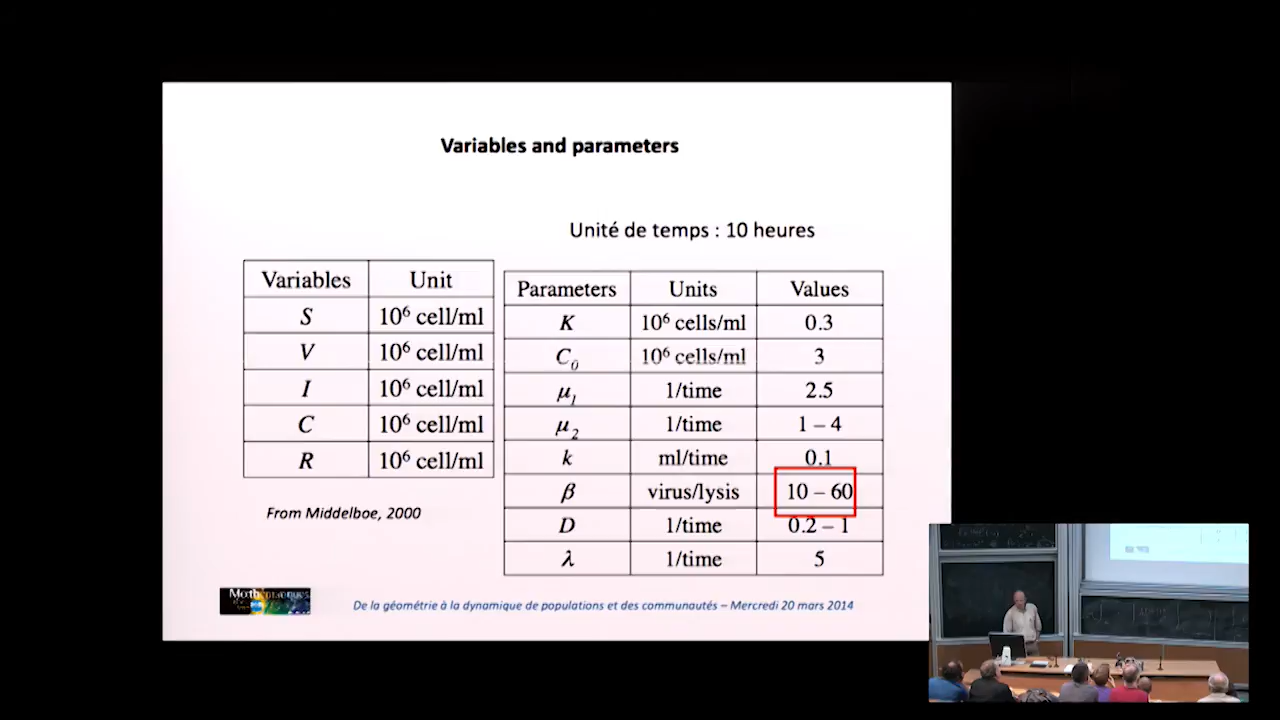 Variables and parameters
Unité de temps : 10 heures
Variables Unit
S 10⁶ cell/ml
V 10⁶ cell/ml
I 10⁶ cell/ml
C 10⁶ cell/ml
R 10⁶ cell/ml
From Middelboe, 2000
Parameters Units Values
K 10⁶ cells/ml 0.3
C₀ 10⁶ cells/ml 3
μ₁ 1/time 2.5
μ₂ 1/time 1 – 4
k ml/time 0.1
β virus/lysis 10 – 60
D 1/time 0.2 – 1
λ 1/time 5
De la géométrie à la dynamique de populations et des communautés – Mercredi 20 mars 2014